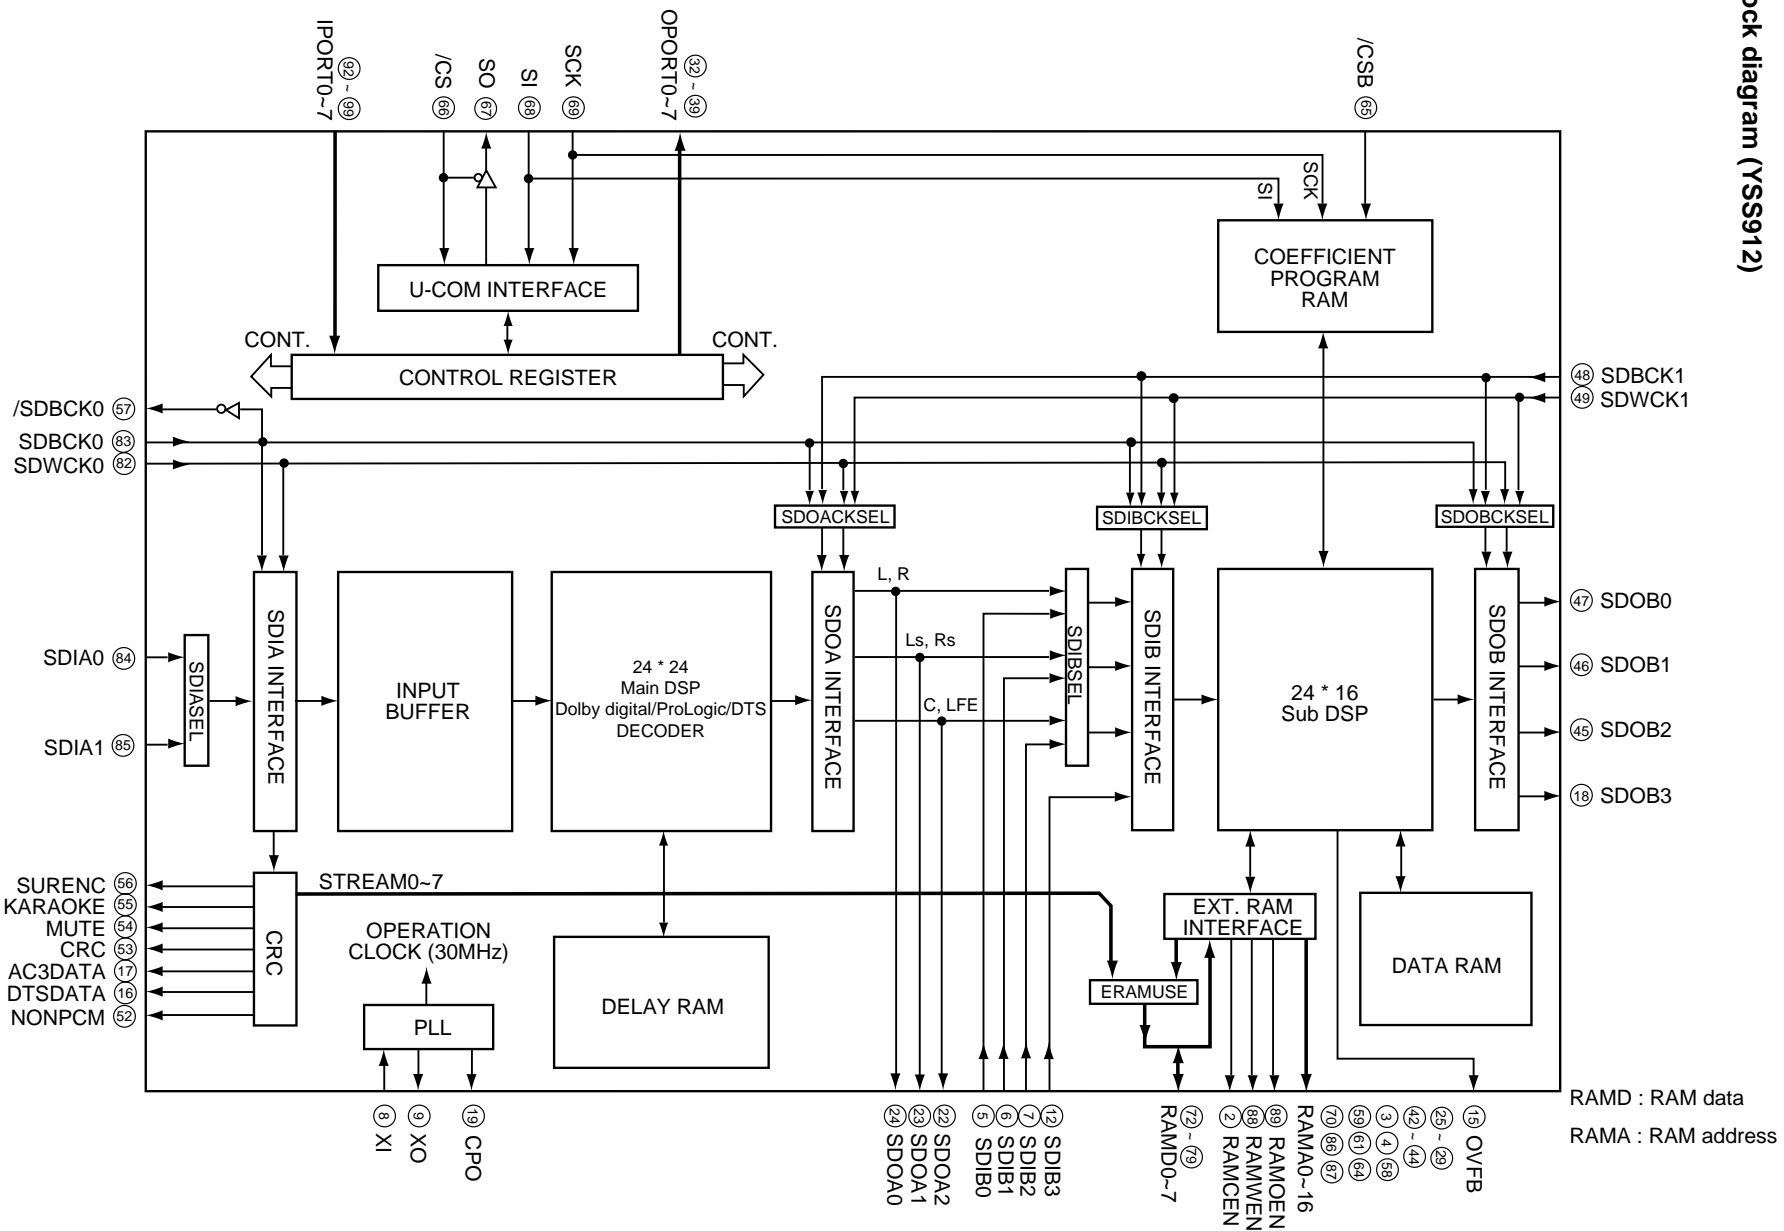 ock diagram (YSS912)
IPORT0~7
92 ~ 99
/CS 66
SO 67
SI 68
SCK 69
OPORT0~7
32 ~ 39
/CSB 65
SI
SCK
COEFFICIENT
PROGRAM
RAM
U-COM INTERFACE
CONT.
CONT.
CONTROL REGISTER
/SDBCK0 57
SDBCK0 83
SDWCK0 82
48 SDBCK1
49 SDWCK1
SDOACKSEL
SDIBCKSEL
SDOBCKSEL
SDIA0 84
SDIA1 85
SDIASEL
SDIA INTERFACE
INPUT
BUFFER
24 * 24
Main DSP
Dolby digital/ProLogic/DTS
DECODER
SDOA INTERFACE
L, R
Ls, Rs
C, LFE
SDIBSEL
SDIB INTERFACE
24 * 16
Sub DSP
SDOB INTERFACE
47 SDOB0
46 SDOB1
45 SDOB2
18 SDOB3
SURENC 56
KARAOKE 55
MUTE 54
CRC 53
AC3DATA 17
DTSDATA 16
NONPCM 52
CRC
STREAM0~7
OPERATION
CLOCK (30MHz)
PLL
DELAY RAM
EXT. RAM
INTERFACE
ERAMUSE
DATA RAM
8 XI
9 XO
19 CPO
24 SDOA0
23 SDOA1
22 SDOA2
5 SDIB0
6 SDIB1
7 SDIB2
12 SDIB3
RAMD0~7
72 ~ 79
2 RAMCEN
88 RAMWEN
89 RAMOEN
RAMA0~16
70 86 87
59 61 64
3 4 58
42 ~ 44
25 ~ 29
15 OVFB
RAMD : RAM data
RAMA : RAM address